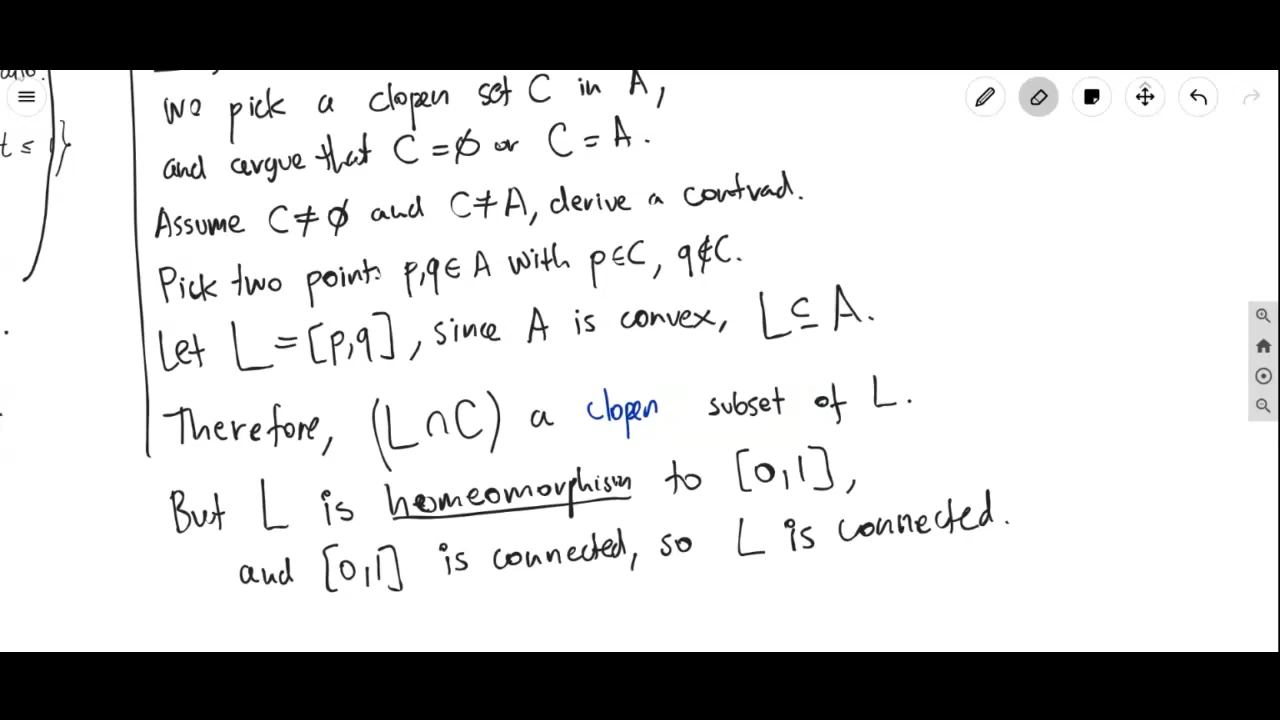 t ≤ 1}
we pick a clopen set C in A,
and argue that C = ∅ or C = A.
Assume C ≠ ∅ and C ≠ A, derive a contrad.
Pick two points p,q ∈ A with p ∈ C, q ∉ C.
Let L = [p,q], since A is convex, L ⊆ A.
Therefore, (L ∩ C) a clopen subset of L.
But L is homeomorphism to [0,1],
and [0,1] is connected, so L is connected.